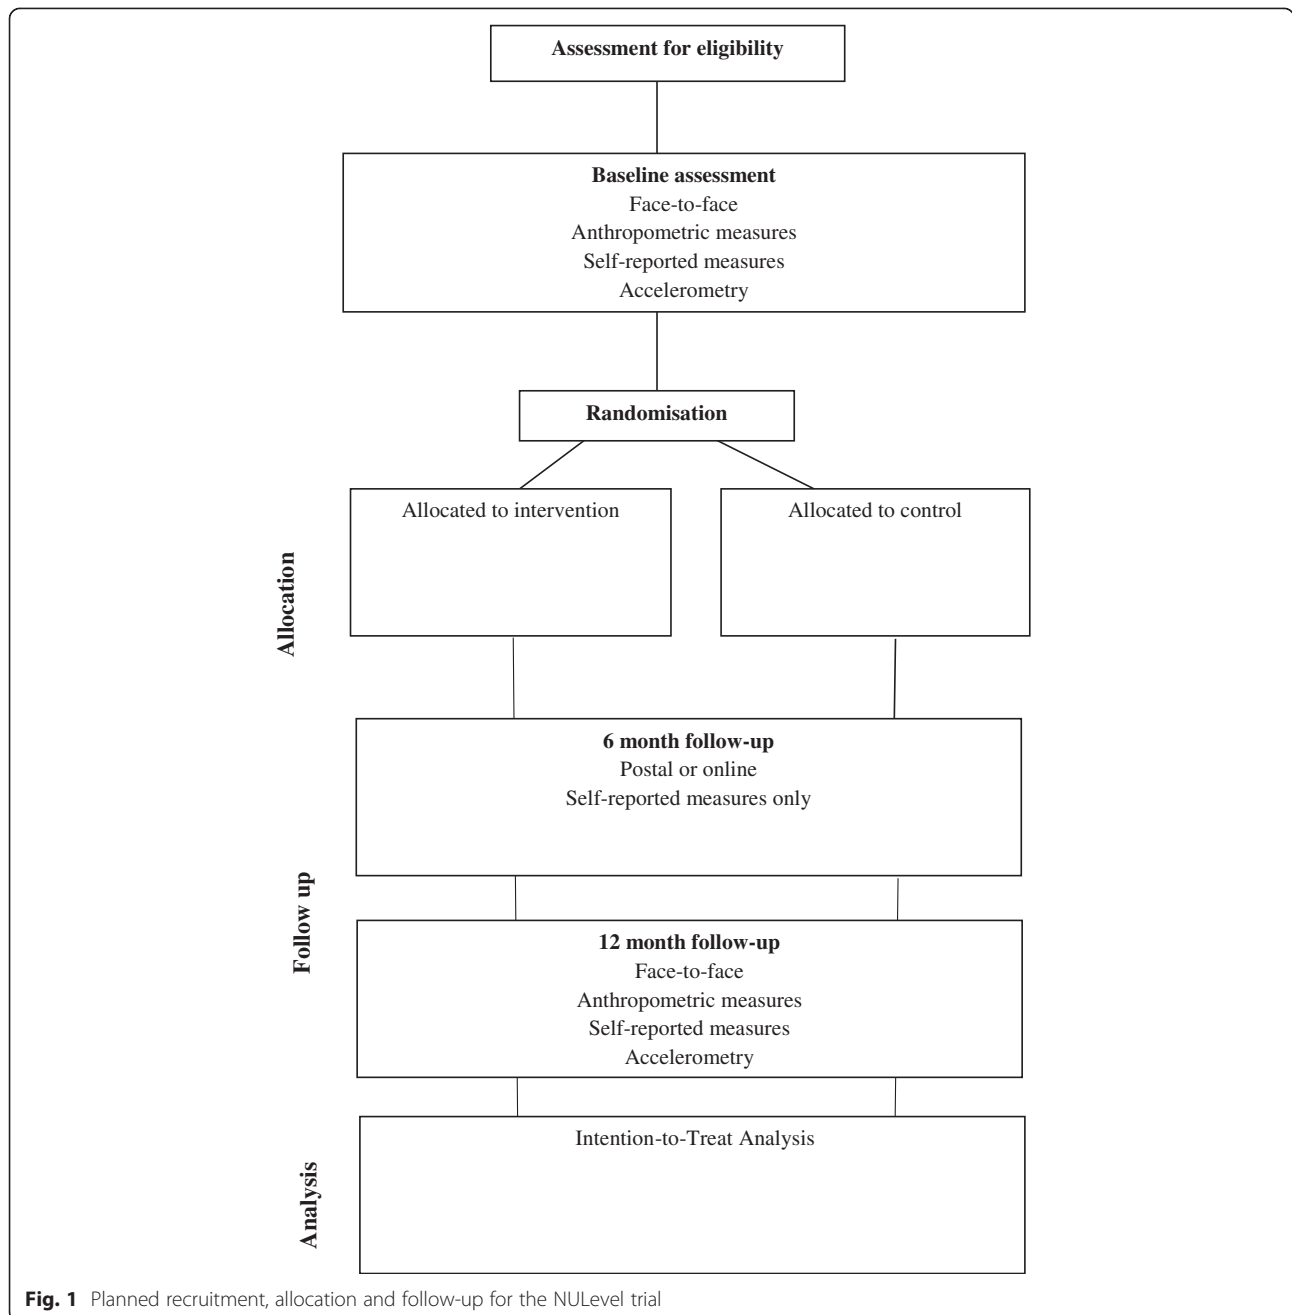 Assessment for eligibility
Baseline assessment
Face-to-face
Anthropometric measures
Self-reported measures
Accelerometry
Randomisation
Allocated to intervention
Allocated to control
Allocation
6 month follow-up
Postal or online
Self-reported measures only
Follow up
12 month follow-up
Face-to-face
Anthropometric measures
Self-reported measures
Accelerometry
Analysis
Intention-to-Treat Analysis
Fig. 1 Planned recruitment, allocation and follow-up for the NULevel trial